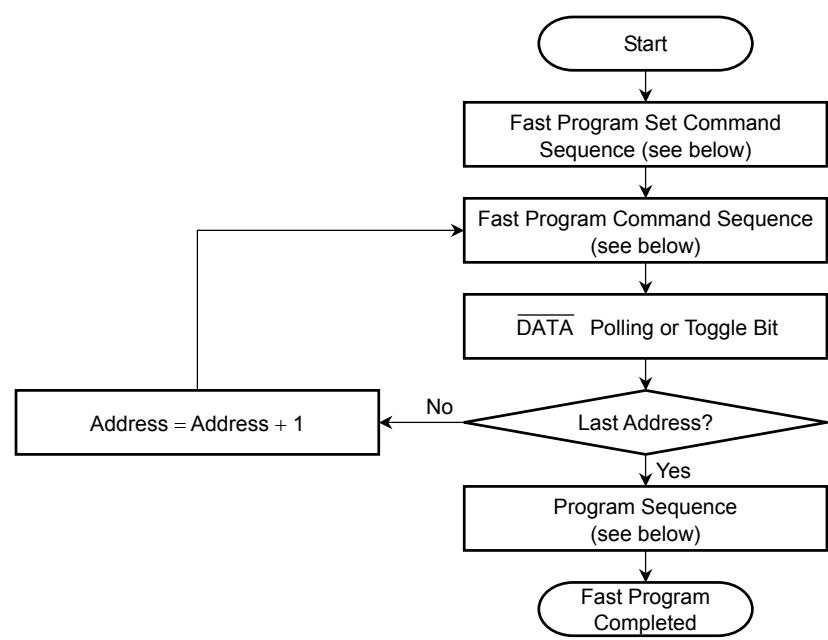 Start
Fast Program Set Command
Sequence (see below)
Fast Program Command Sequence
(see below)
D̅A̅T̅A̅ Polling or Toggle Bit
No
Address = Address + 1
Last Address?
Yes
Program Sequence
(see below)
Fast Program
Completed